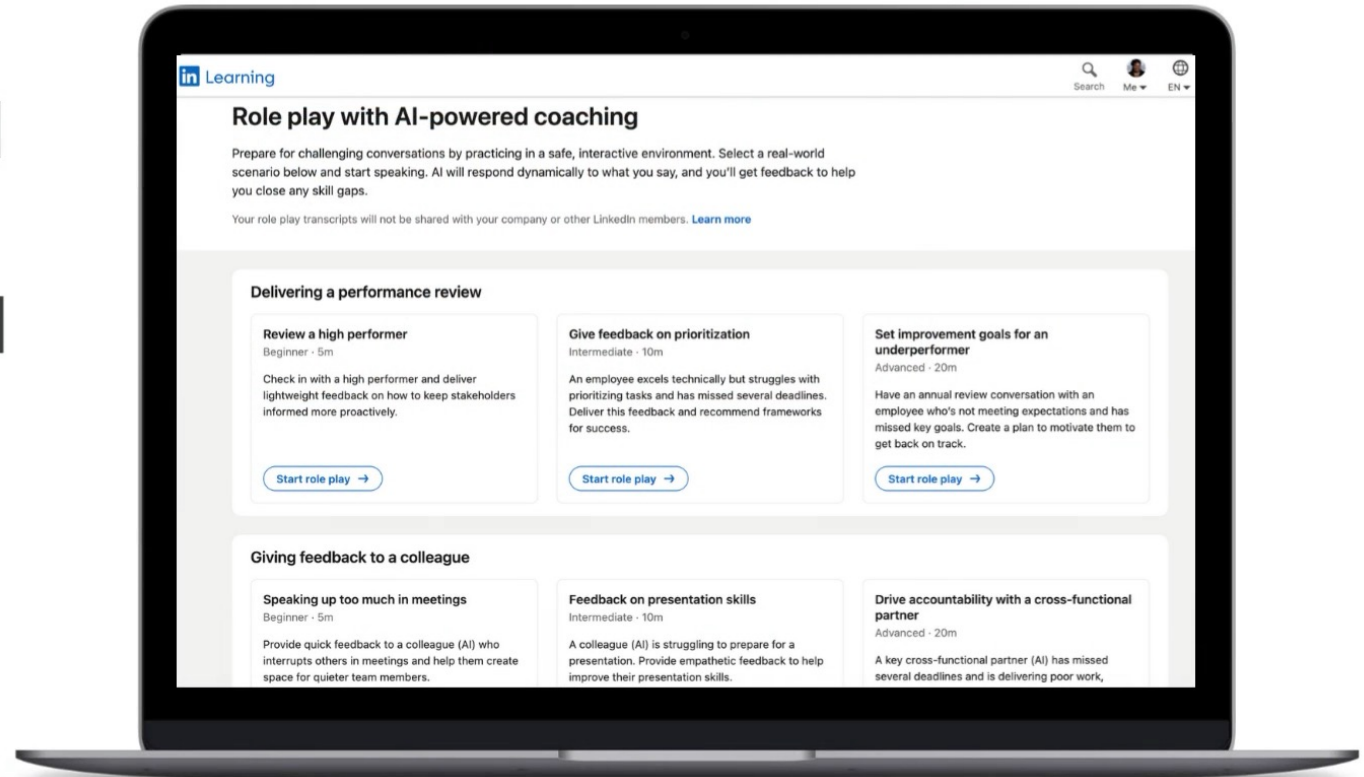 in Learning
Search
Me
EN
Role play with AI-powered coaching
Prepare for challenging conversations by practicing in a safe, interactive environment. Select a real-world
scenario below and start speaking. AI will respond dynamically to what you say, and you'll get feedback to help
you close any skill gaps.
Your role play transcripts will not be shared with your company or other LinkedIn members. Learn more
Delivering a performance review
Review a high performer
Beginner · 5m
Check in with a high performer and deliver
lightweight feedback on how to keep stakeholders
informed more proactively.
Start role play →
Give feedback on prioritization
Intermediate · 10m
An employee excels technically but struggles with
prioritizing tasks and has missed several deadlines.
Deliver this feedback and recommend frameworks
for success.
Start role play →
Set improvement goals for an
underperformer
Advanced · 20m
Have an annual review conversation with an
employee who's not meeting expectations and has
missed key goals. Create a plan to motivate them to
get back on track.
Start role play →
Giving feedback to a colleague
Speaking up too much in meetings
Beginner · 5m
Provide quick feedback to a colleague (AI) who
interrupts others in meetings and help them create
space for quieter team members.
Feedback on presentation skills
Intermediate · 10m
A colleague (AI) is struggling to prepare for a
presentation. Provide empathetic feedback to help
improve their presentation skills.
Drive accountability with a cross-functional
partner
Advanced · 20m
A key cross-functional partner (AI) has missed
several deadlines and is delivering poor work,